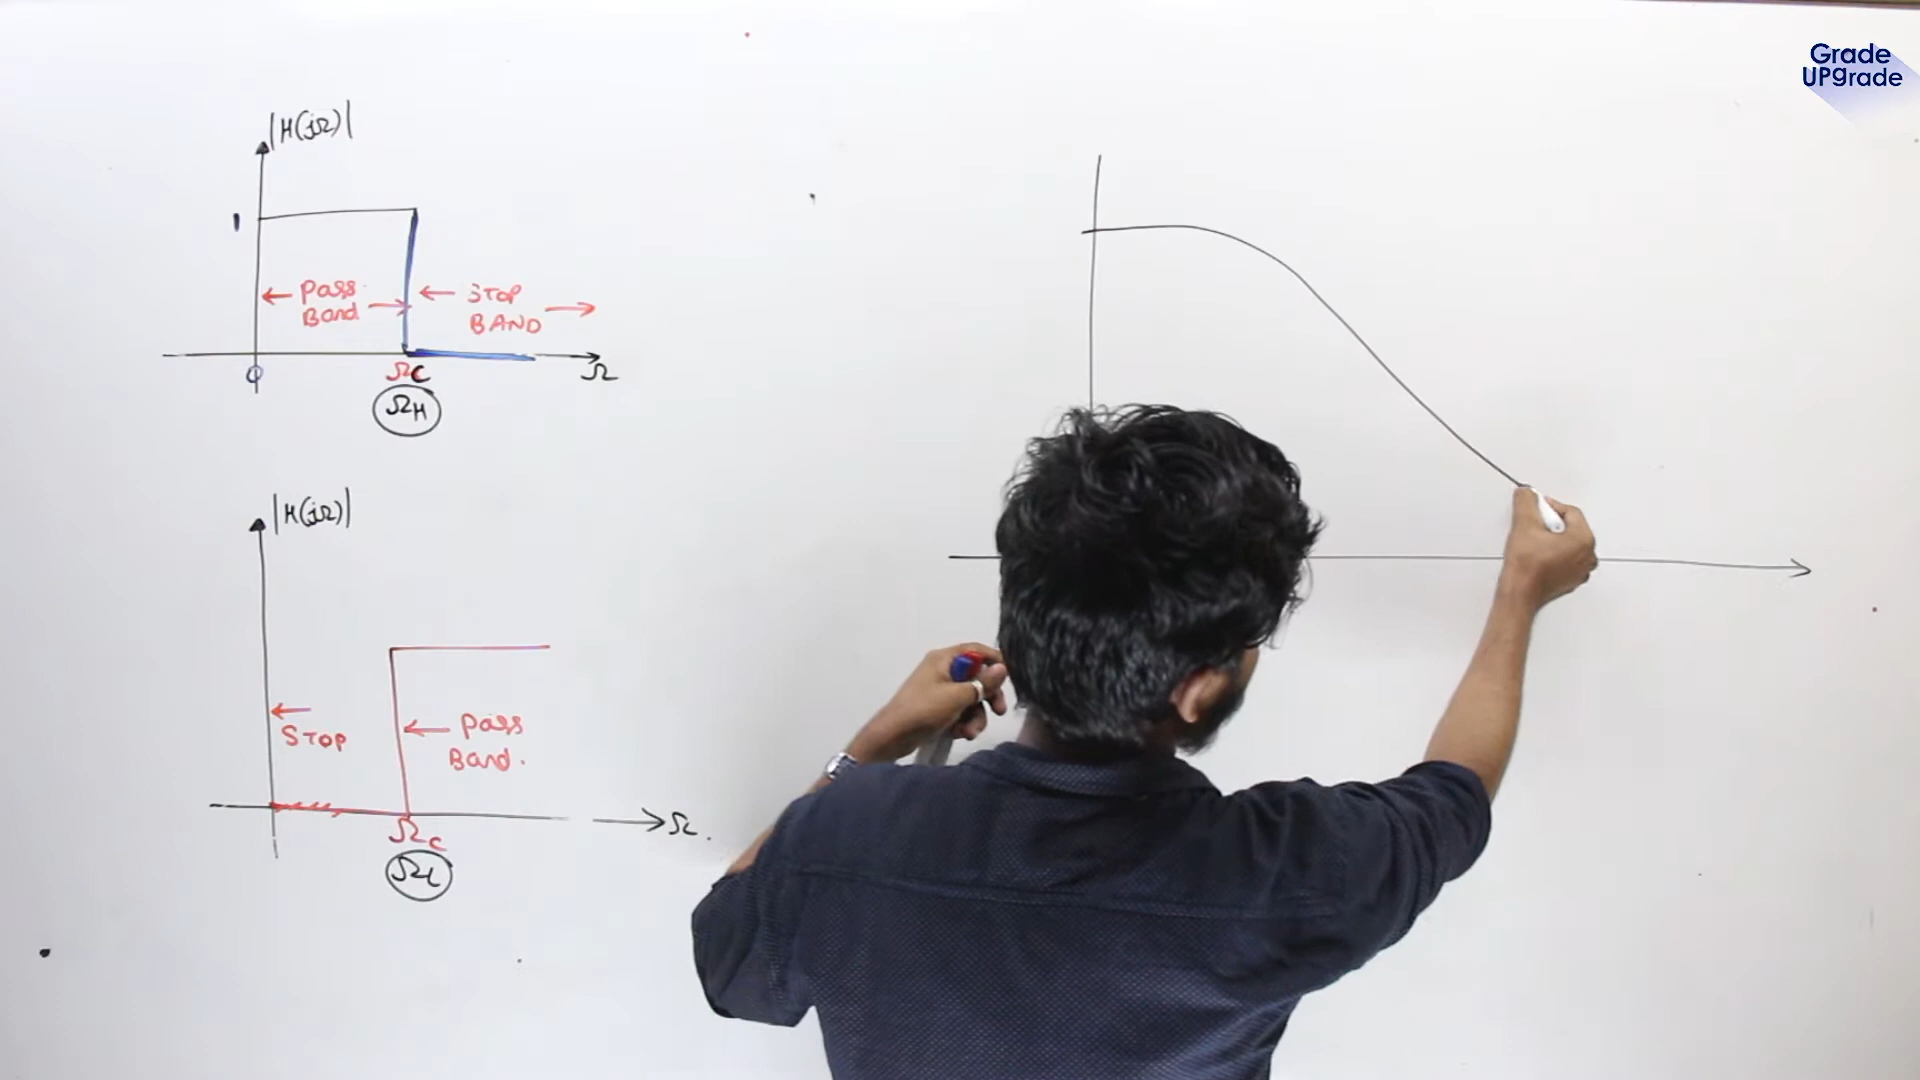 Grade
UPgrade
|H(jΩ)|
1
← Pass
Band →
← STOP
BAND →
0
Ωc
Ω
ΩH
|H(jΩ)|
←
STOP
← Pass
Band.
Ωc
→ Ω.
ΩL